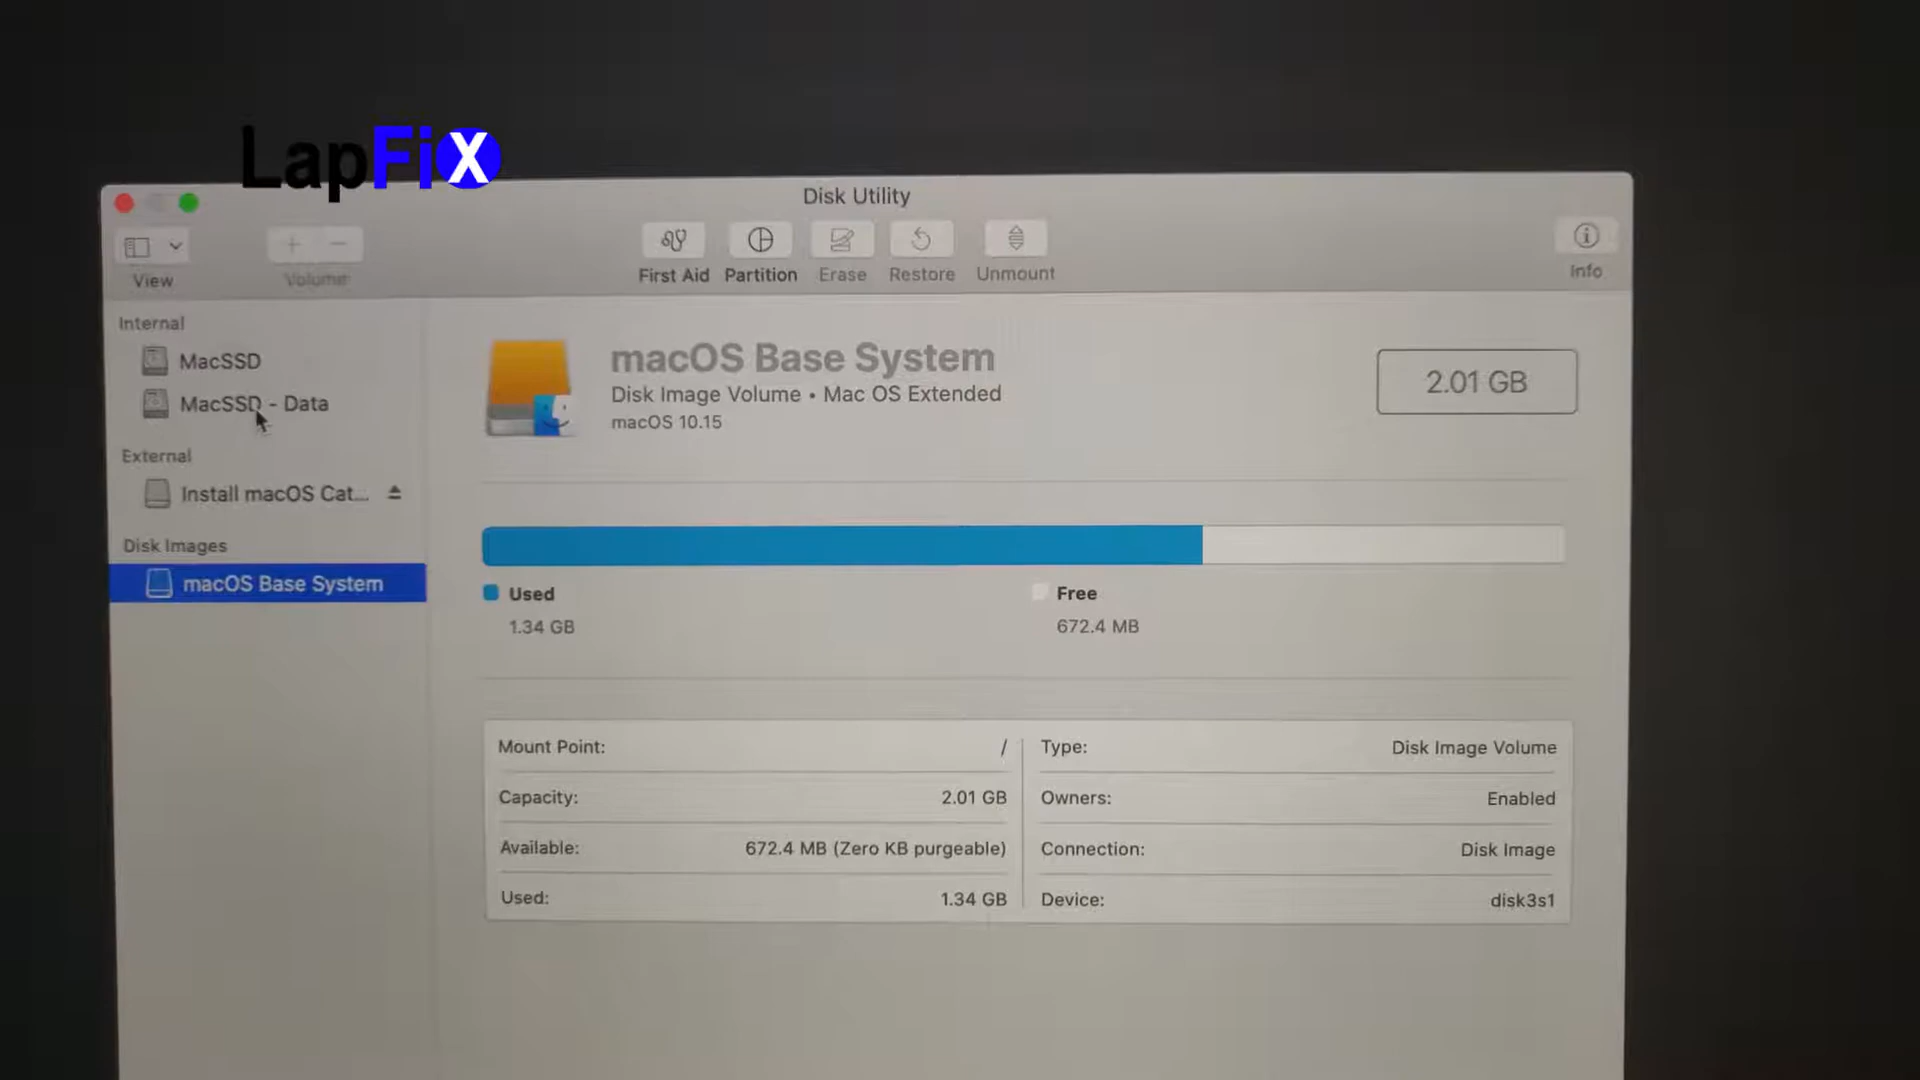 LapFiX
Disk Utility
View
Volume
First Aid
Partition
Erase
Restore
Unmount
Info
Internal
MacSSD
MacSSD - Data
External
Install macOS Cat...
Disk Images
macOS Base System
macOS Base System
Disk Image Volume • Mac OS Extended
macOS 10.15
2.01 GB
Used
1.34 GB
Free
672.4 MB
Mount Point: /
Capacity: 2.01 GB
Available: 672.4 MB (Zero KB purgeable)
Used: 1.34 GB
Type: Disk Image Volume
Owners: Enabled
Connection: Disk Image
Device: disk3s1